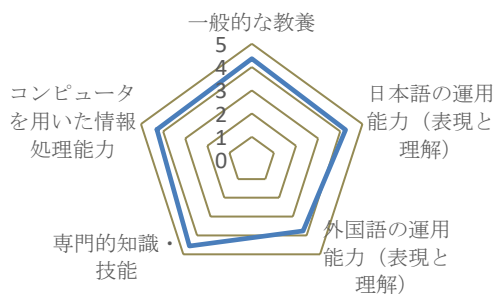 一般的な教養
5
4
3
2
1
0
日本語の運用
能力（表現と
理解）
外国語の運用
能力（表現と
理解）
専門的知識・
技能
コンピュータ
を用いた情報
処理能力